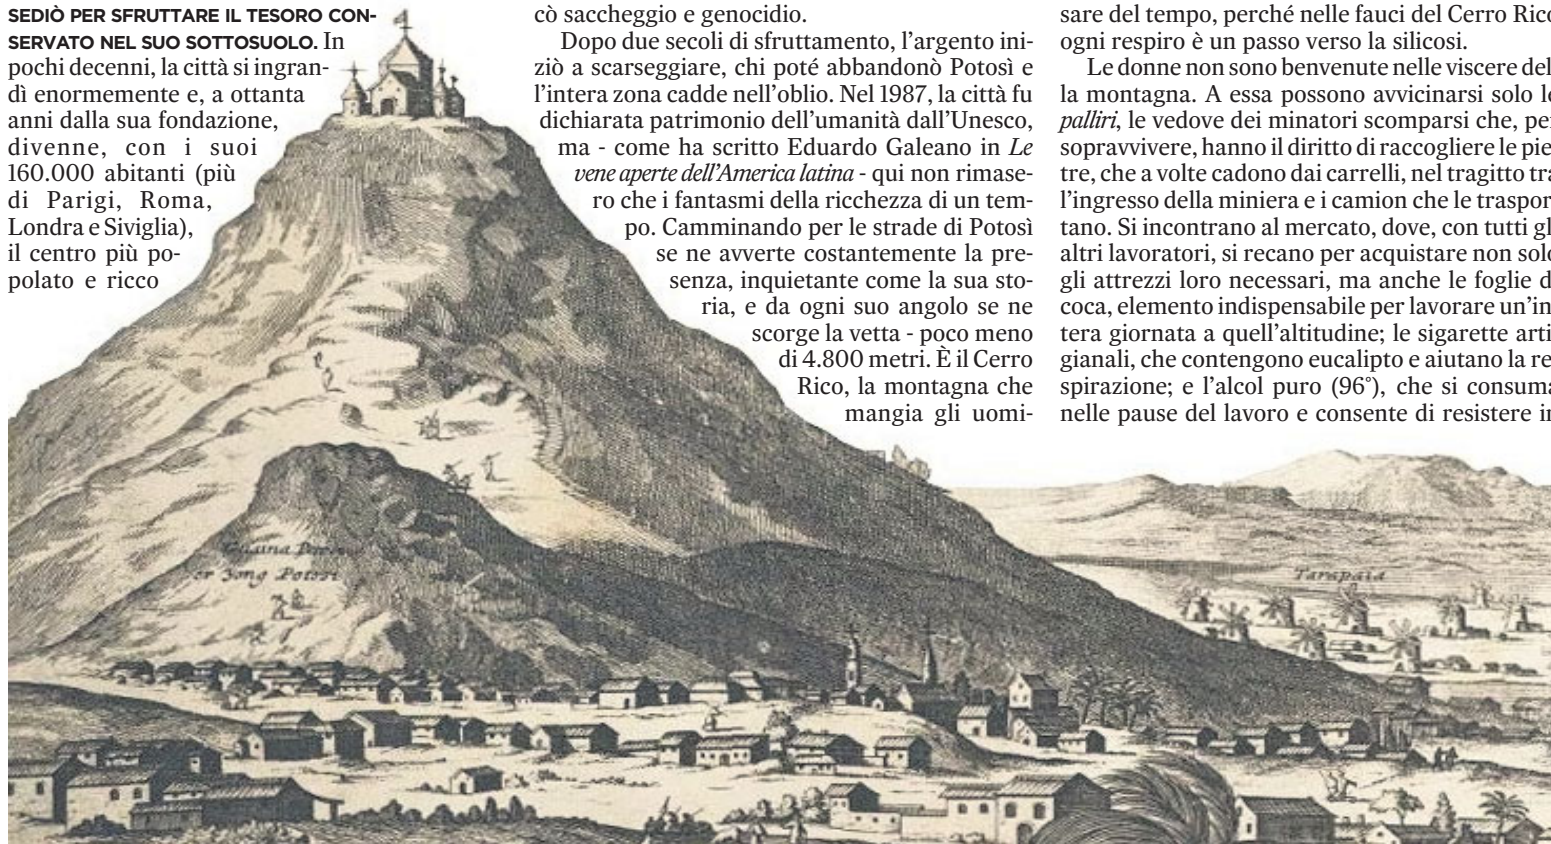 SEDIÒ PER SFRUTTARE IL TESORO CON-
SERVATO NEL SUO SOTTOSUOLO. In
pochi decenni, la città si ingran-
dì enormemente e, a ottanta
anni dalla sua fondazione,
divenne, con i suoi
160.000 abitanti (più
di Parigi, Roma,
Londra e Siviglia),
il centro più po-
polato e ricco
cò saccheggio e genocidio.
Dopo due secoli di sfruttamento, l'argento ini-
ziò a scarseggiare, chi poté abbandonò Potosì e
l'intera zona cadde nell'oblio. Nel 1987, la città fu
dichiarata patrimonio dell'umanità dall'Unesco,
ma - come ha scritto Eduardo Galeano in Le
vene aperte dell'America latina - qui non rimase-
ro che i fantasmi della ricchezza di un tem-
po. Camminando per le strade di Potosì
se ne avverte costantemente la pre-
senza, inquietante come la sua sto-
ria, e da ogni suo angolo se ne
scorge la vetta - poco meno
di 4.800 metri. È il Cerro
Rico, la montagna che
mangia gli uomi-
sare del tempo, perché nelle fauci del Cerro Rico
ogni respiro è un passo verso la silicosi.
Le donne non sono benvenute nelle viscere del
la montagna. A essa possono avvicinarsi solo le
palliri, le vedove dei minatori scomparsi che, per
sopravvivere, hanno il diritto di raccogliere le pie
tre, che a volte cadono dai carrelli, nel tragitto tra
l'ingresso della miniera e i camion che le traspor
tano. Si incontrano al mercato, dove, con tutti gl
altri lavoratori, si recano per acquistare non solo
gli attrezzi loro necessari, ma anche le foglie d
coca, elemento indispensabile per lavorare un'in
tera giornata a quell'altitudine; le sigarette arti
gianali, che contengono eucalipto e aiutano la re
spirazione; e l'alcol puro (96°), che si consuma
nelle pause del lavoro e consente di resistere in
or Jong Potosi
Tarapaia